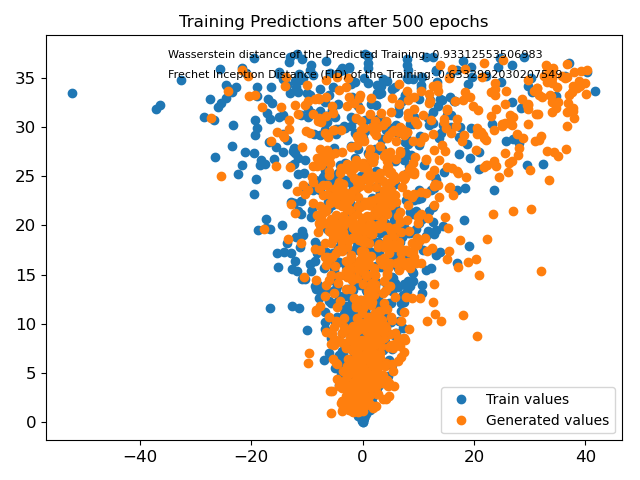 Training Predictions after 500 epochs
Wasserstein distance of the Predicted Training: 0.93312553506983
Frechet Inception Distance (FID) of the Training: 0.6332992030207549
35
30
25
20
15
10
5
0
−40
−20
0
20
40
Train values
Generated values